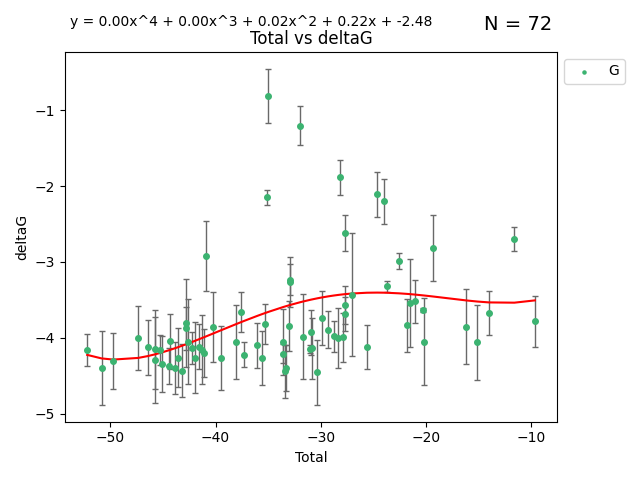 y = 0.00x^4 + 0.00x^3 + 0.02x^2 + 0.22x + -2.48
N = 72
Total vs deltaG
G
−1
−2
−3
−4
−5
deltaG
−50 −40 −30 −20 −10
Total